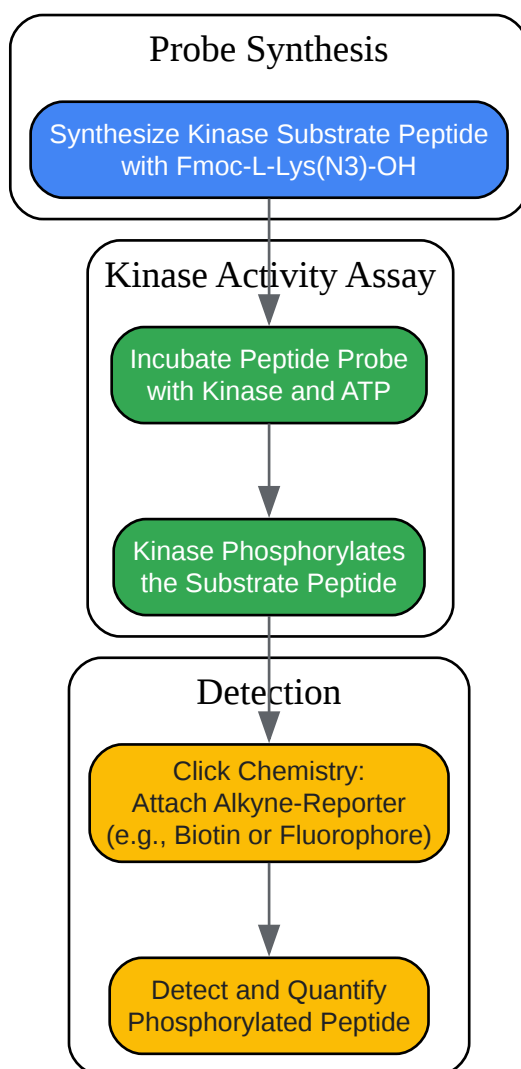 Probe Synthesis
Synthesize Kinase Substrate Peptide
with Fmoc-L-Lys(N3)-OH
Kinase Activity Assay
Incubate Peptide Probe
with Kinase and ATP
Kinase Phosphorylates
the Substrate Peptide
Detection
Click Chemistry:
Attach Alkyne-Reporter
(e.g., Biotin or Fluorophore)
Detect and Quantify
Phosphorylated Peptide